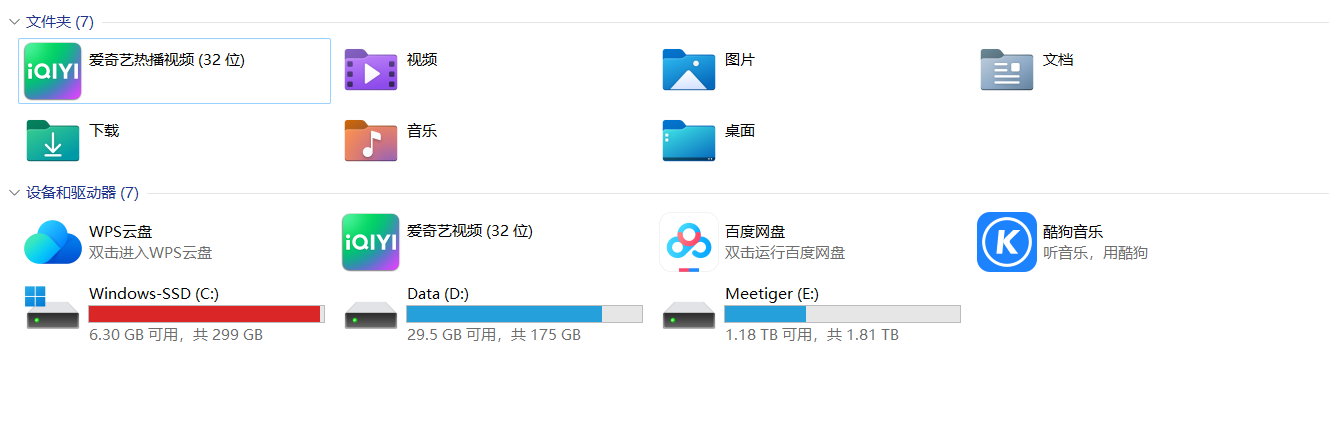 文件夹 (7)
iQIYI
爱奇艺热播视频 (32 位)
视频
图片
文档
下载
音乐
桌面
设备和驱动器 (7)
WPS云盘
双击进入WPS云盘
iQIYI
爱奇艺视频 (32 位)
百度网盘
双击运行百度网盘
K
酷狗音乐
听音乐，用酷狗
Windows-SSD (C:)
6.30 GB 可用，共 299 GB
Data (D:)
29.5 GB 可用，共 175 GB
Meetiger (E:)
1.18 TB 可用，共 1.81 TB